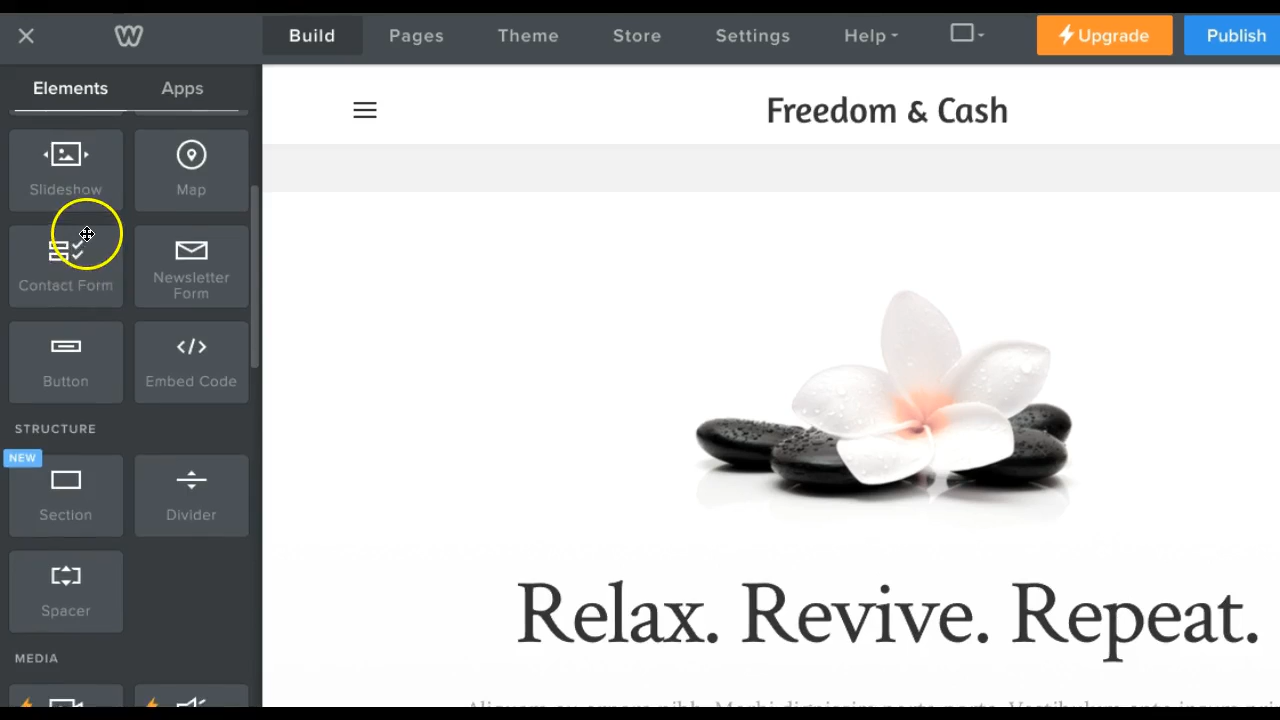 Build Pages Theme Store Settings Help Upgrade Publish
Elements Apps
Freedom & Cash
Slideshow Map
Contact Form Newsletter Form
Button Embed Code
STRUCTURE
NEW
Section Divider
Spacer
Relax. Revive. Repeat.
MEDIA